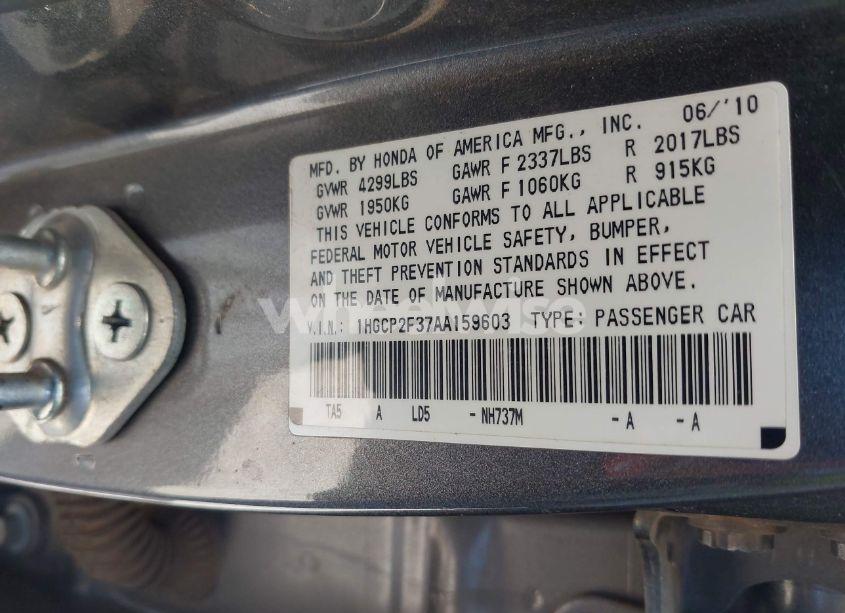 MFD. BY HONDA OF AMERICA MFG., INC. 06/'10
GVWR 4299LBS GAWR F 2337LBS R 2017LBS
GVWR 1950KG GAWR F 1060KG R 915KG
THIS VEHICLE CONFORMS TO ALL APPLICABLE
FEDERAL MOTOR VEHICLE SAFETY, BUMPER,
AND THEFT PREVENTION STANDARDS IN EFFECT
ON THE DATE OF MANUFACTURE SHOWN ABOVE.
V.I.N.: 1HGCP2F37AA159603 TYPE: PASSENGER CAR
TA5 A LD5 - NH737M - A - A